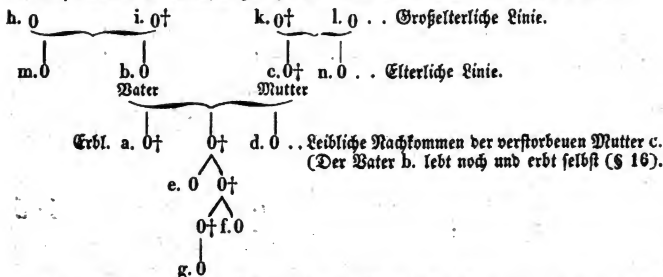 h. 0 i. 0† k. 0† l. 0 . . Großelterliche Linie.
m. 0 b. 0 c. 0† n. 0 . . Elterliche Linie.
Vater Mutter
Erbl. a. 0† 0† d. 0 . . Leibliche Nachkommen der verstorbeuen Mutter c.
(Der Vater b. lebt noch und erbt selbst (§ 16).
e. 0 0†
0† f. 0
g. 0